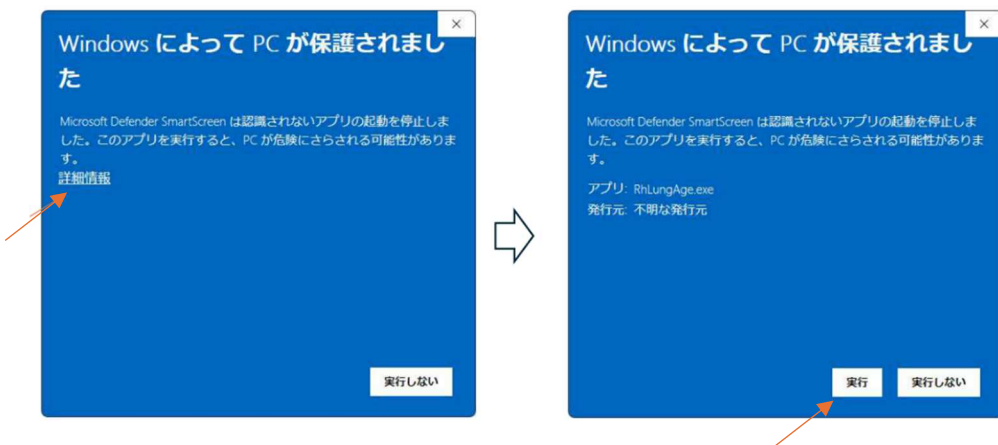 Windows によって PC が保護されまし
た
Microsoft Defender SmartScreen は認識されないアプリの起動を停止しま
した。このアプリを実行すると、PC が危険にさらされる可能性がありま
す。
詳細情報
実行しない
Windows によって PC が保護されまし
た
Microsoft Defender SmartScreen は認識されないアプリの起動を停止しま
した。このアプリを実行すると、PC が危険にさらされる可能性がありま
す。
アプリ: RhLungAge.exe
発行元: 不明な発行元
実行 実行しない